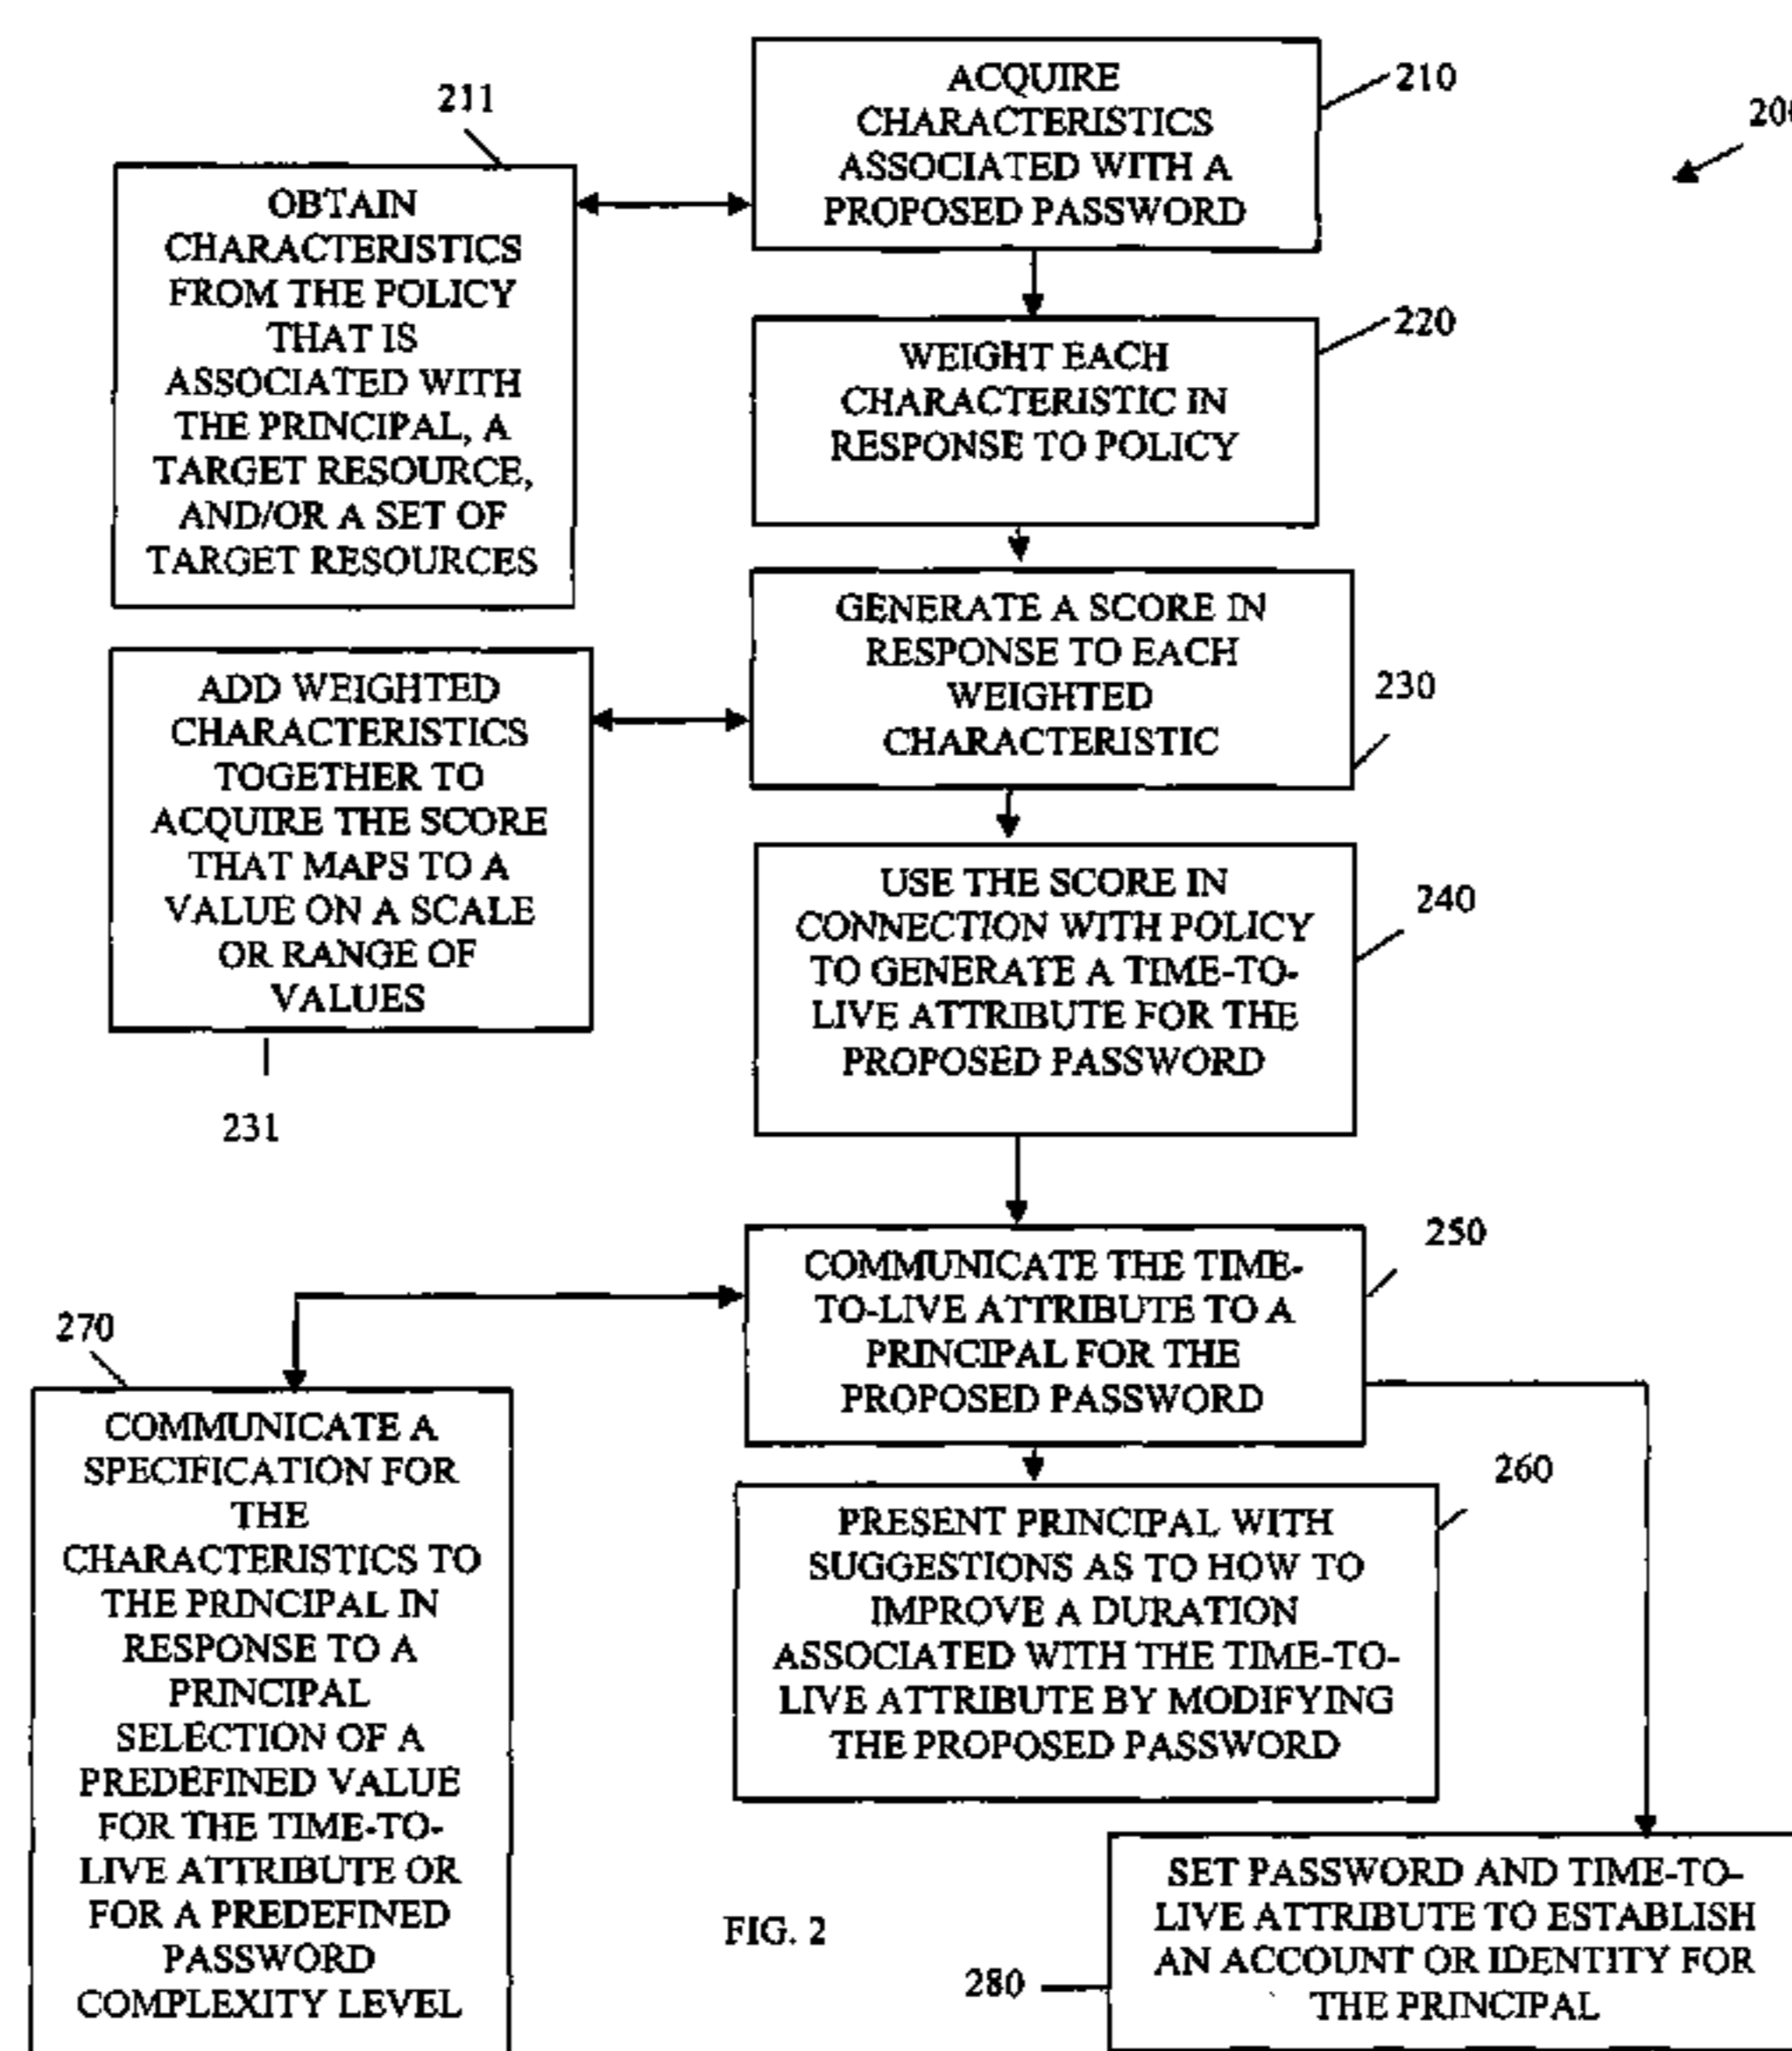 ACQUIRE
CHARACTERISTICS
ASSOCIATED WITH A
PROPOSED PASSWORD
210
211
OBTAIN
CHARACTERISTICS
FROM THE POLICY
THAT IS
ASSOCIATED WITH
THE PRINCIPAL, A
TARGET RESOURCE,
AND/OR A SET OF
TARGET RESOURCES
WEIGHT EACH
CHARACTERISTIC IN
RESPONSE TO POLICY
220
GENERATE A SCORE IN
RESPONSE TO EACH
WEIGHTED
CHARACTERISTIC
230
ADD WEIGHTED
CHARACTERISTICS
TOGETHER TO
ACQUIRE THE SCORE
THAT MAPS TO A
VALUE ON A SCALE
OR RANGE OF
VALUES
231
USE THE SCORE IN
CONNECTION WITH POLICY
TO GENERATE A TIME-TO-
LIVE ATTRIBUTE FOR THE
PROPOSED PASSWORD
240
COMMUNICATE THE TIME-
TO-LIVE ATTRIBUTE TO A
PRINCIPAL FOR THE
PROPOSED PASSWORD
250
270
COMMUNICATE A
SPECIFICATION FOR
THE
CHARACTERISTICS TO
THE PRINCIPAL IN
RESPONSE TO A
PRINCIPAL
SELECTION OF A
PREDEFINED VALUE
FOR THE TIME-TO-
LIVE ATTRIBUTE OR
FOR A PREDEFINED
PASSWORD
COMPLEXITY LEVEL
PRESENT PRINCIPAL WITH
SUGGESTIONS AS TO HOW TO
IMPROVE A DURATION
ASSOCIATED WITH THE TIME-TO-
LIVE ATTRIBUTE BY MODIFYING
THE PROPOSED PASSWORD
260
SET PASSWORD AND TIME-TO-
LIVE ATTRIBUTE TO ESTABLISH
AN ACCOUNT OR IDENTITY FOR
THE PRINCIPAL
280
FIG. 2